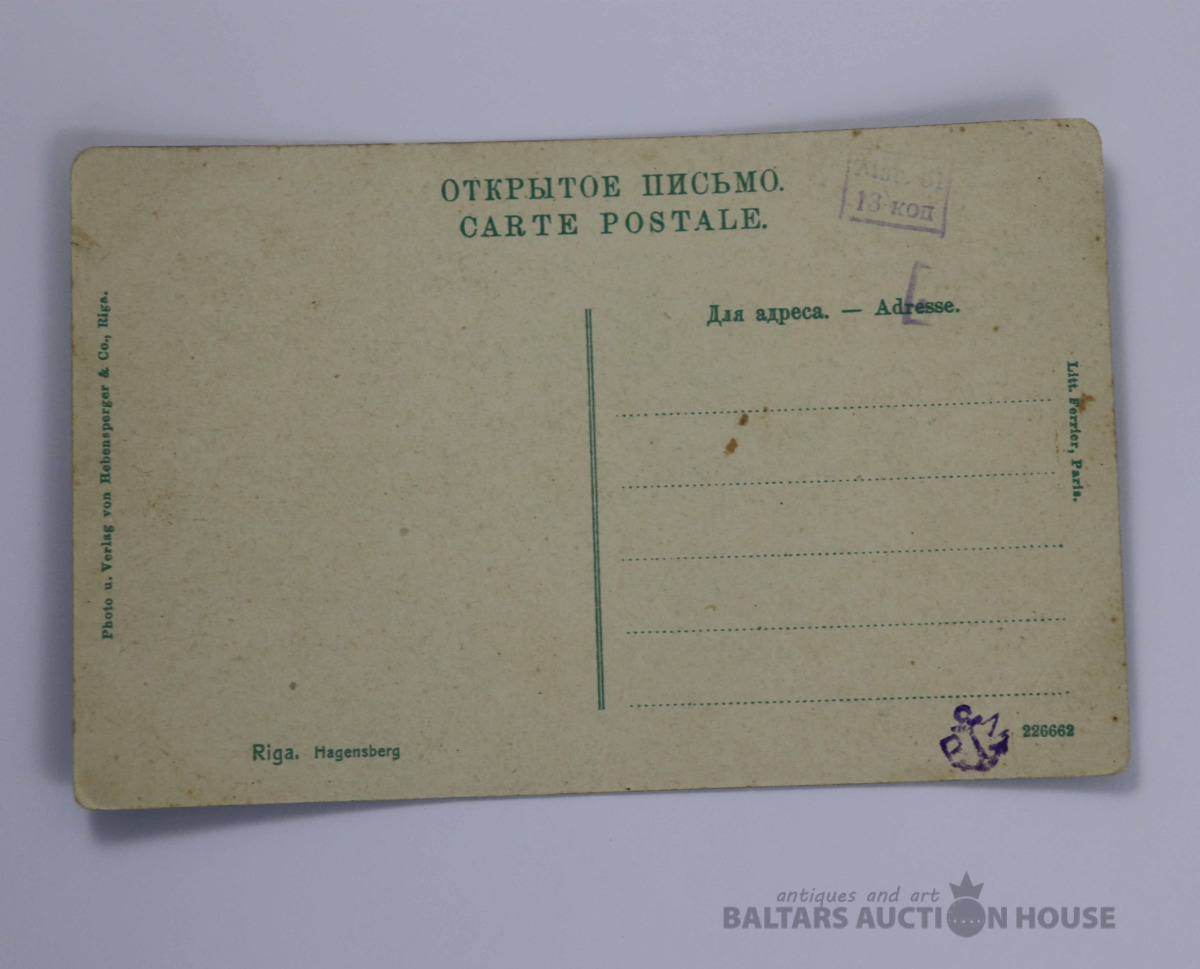 ОТКРЫТОЕ ПИСЬМО.
CARTE POSTALE.
13 коп
Для адреса. — Adresse.
Photo u. Verlag von Hebensperger & Co., Riga.
Litt. Ferrier, Paris.
Riga. Hagensberg
226662
antiques and art
BALTARS AUCTION HOUSE